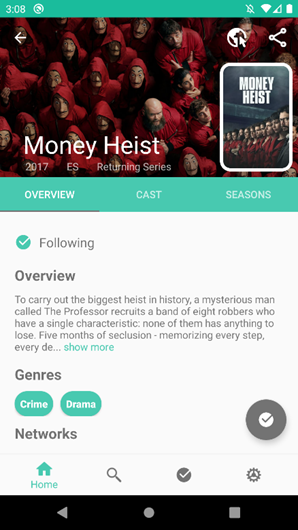 3:08
MONEY
HEIST
Money Heist
2017 ES Returning Series
OVERVIEW CAST SEASONS
Following
Overview
To carry out the biggest heist in history, a mysterious man
called The Professor recruits a band of eight robbers who
have a single characteristic: none of them has anything to
lose. Five months of seclusion - memorizing every step,
every de... show more
Genres
Crime Drama
Networks
Home